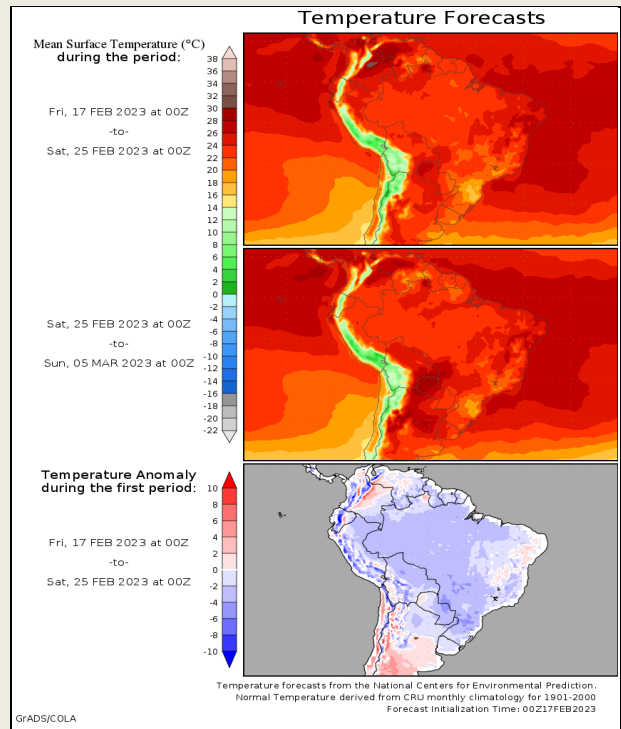 Temperature Forecasts
Mean Surface Temperature (°C)
during the period:
38
36
34
32
30
28
26
24
22
20
18
16
14
12
10
8
6
4
2
0
-2
-4
-6
-8
-10
-12
-14
-16
-18
-20
-22
Fri, 17 FEB 2023 at 00Z
-to-
Sat, 25 FEB 2023 at 00Z
Sat, 25 FEB 2023 at 00Z
-to-
Sun, 05 MAR 2023 at 00Z
Temperature Anomaly
during the first period:
10
8
6
4
2
0
-2
-4
-6
-8
-10
Fri, 17 FEB 2023 at 00Z
-to-
Sat, 25 FEB 2023 at 00Z
Temperature forecasts from the National Centers for Environmental Prediction.
Normal Temperature derived from CRU monthly climatology for 1901-2000
Forecast Initialization Time: 00Z17FEB2023
GrADS/COLA